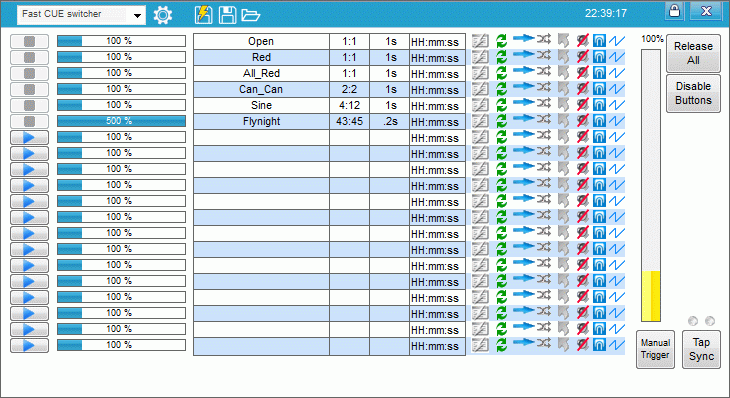 Fast CUE switcher 22:39:17
100 % Open 1:1 1s HH:mm:ss 100% Release All
100 % Red 1:1 1s HH:mm:ss
100 % All_Red 1:1 1s HH:mm:ss Disable Buttons
100 % Can_Can 2:2 1s HH:mm:ss
100 % Sine 4:12 1s HH:mm:ss
500 % Flynight 43:45 .2s HH:mm:ss
100 % HH:mm:ss
100 % HH:mm:ss
100 % HH:mm:ss
100 % HH:mm:ss
100 % HH:mm:ss
100 % HH:mm:ss
100 % HH:mm:ss
100 % HH:mm:ss
100 % HH:mm:ss
100 % HH:mm:ss
100 % HH:mm:ss
100 % HH:mm:ss
100 % HH:mm:ss
100 % HH:mm:ss
Manual Trigger
Tap Sync